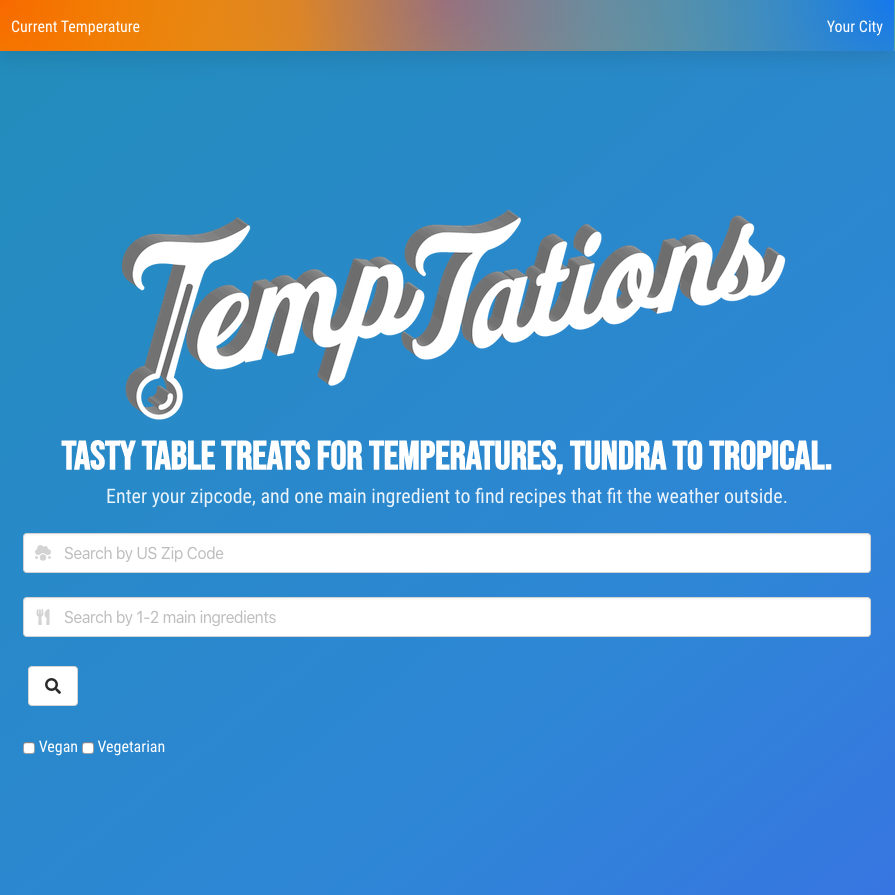 Current Temperature
Your City
TempTations
TASTY TABLE TREATS FOR TEMPERATURES, TUNDRA TO TROPICAL.
Enter your zipcode, and one main ingredient to find recipes that fit the weather outside.
Search by US Zip Code
Search by 1-2 main ingredients
Vegan Vegetarian